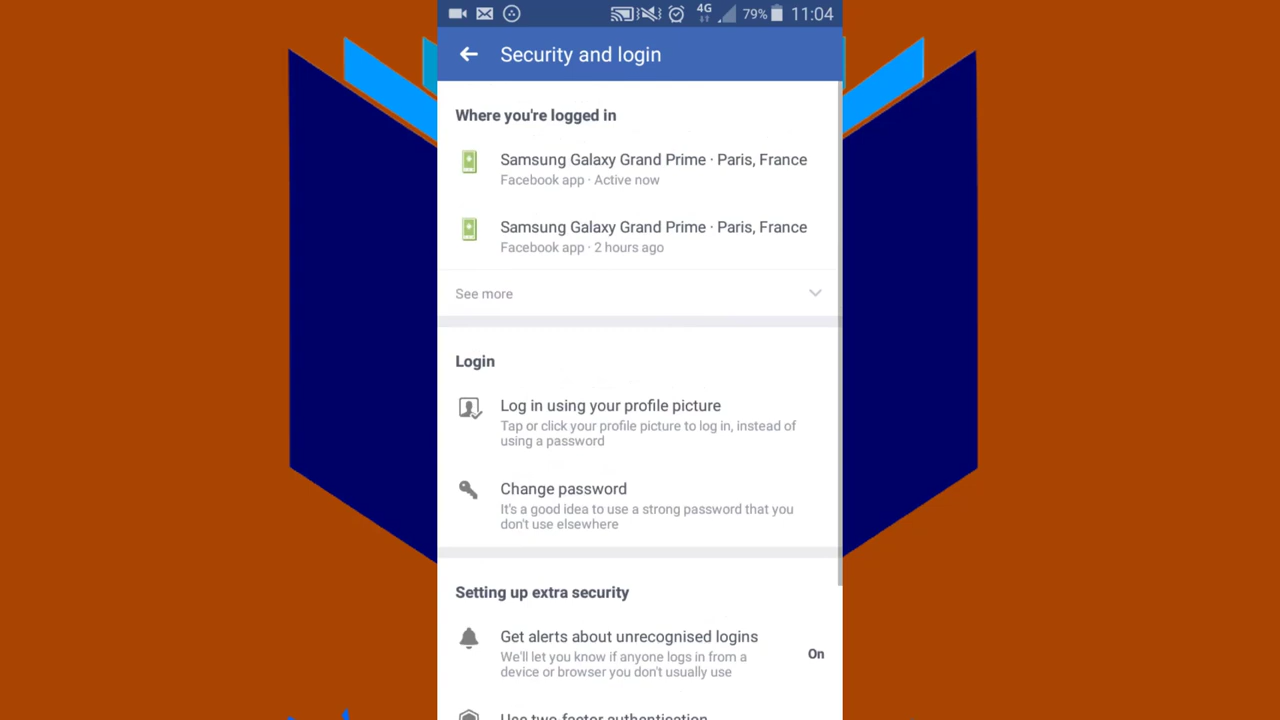 4G 79% 11:04
Security and login
Where you're logged in
Samsung Galaxy Grand Prime · Paris, France
Facebook app · Active now
Samsung Galaxy Grand Prime · Paris, France
Facebook app · 2 hours ago
See more
Login
Log in using your profile picture
Tap or click your profile picture to log in, instead of
using a password
Change password
It's a good idea to use a strong password that you
don't use elsewhere
Setting up extra security
Get alerts about unrecognised logins
We'll let you know if anyone logs in from a
device or browser you don't usually use
On
Use two-factor authentication